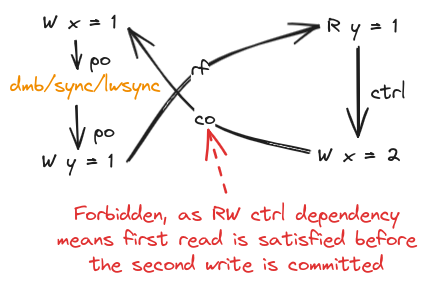 W x = 1
R y = 1
po
rf
dmb/sync/lwsync
ctrl
co
po
W y = 1
W x = 2
Forbidden, as RW ctrl dependency
means first read is satisfied before
the second write is committed